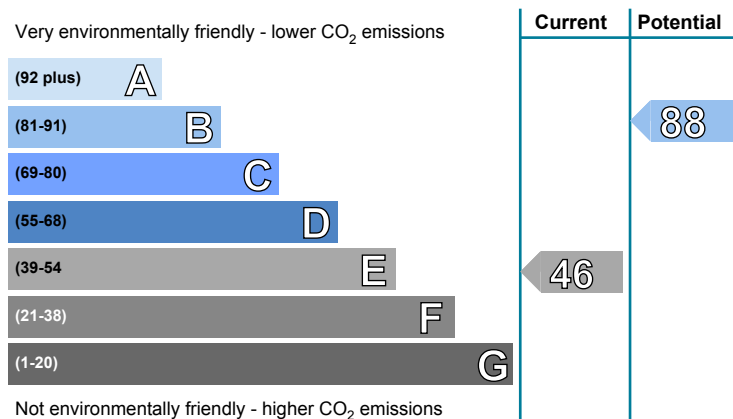 Current Potential
Very environmentally friendly - lower CO₂ emissions
(92 plus) A
(81-91) B
88
(69-80) C
(55-68) D
(39-54 E
46
(21-38) F
(1-20) G
Not environmentally friendly - higher CO₂ emissions